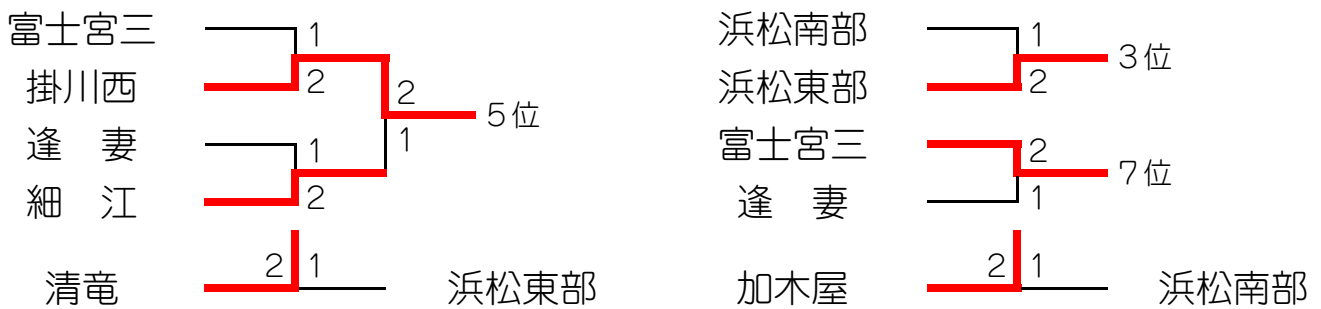 富士宮三 1 浜松南部 1
2 5位 3位
掛川西 2 浜松東部 2
逢　妻 1 1 富士宮三 2
7位
細　江 2 逢　妻 1
清竜 2 1 浜松東部 加木屋 2 1 浜松南部